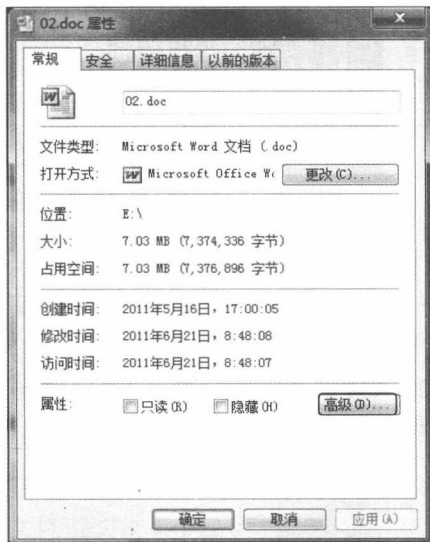 02.doc 属性
常规 安全 详细信息 以前的版本
02.doc
文件类型: Microsoft Word 文档 (.doc)
打开方式: Microsoft Office W 更改(C)...
位置: E:\
大小: 7.03 MB (7,374,336 字节)
占用空间: 7.03 MB (7,376,896 字节)
创建时间: 2011年5月16日，17:00:05
修改时间: 2011年6月21日，8:48:08
访问时间: 2011年6月21日，8:48:07
属性: 只读(R) 隐藏(H) 高级(D)...
确定 取消 应用(A)